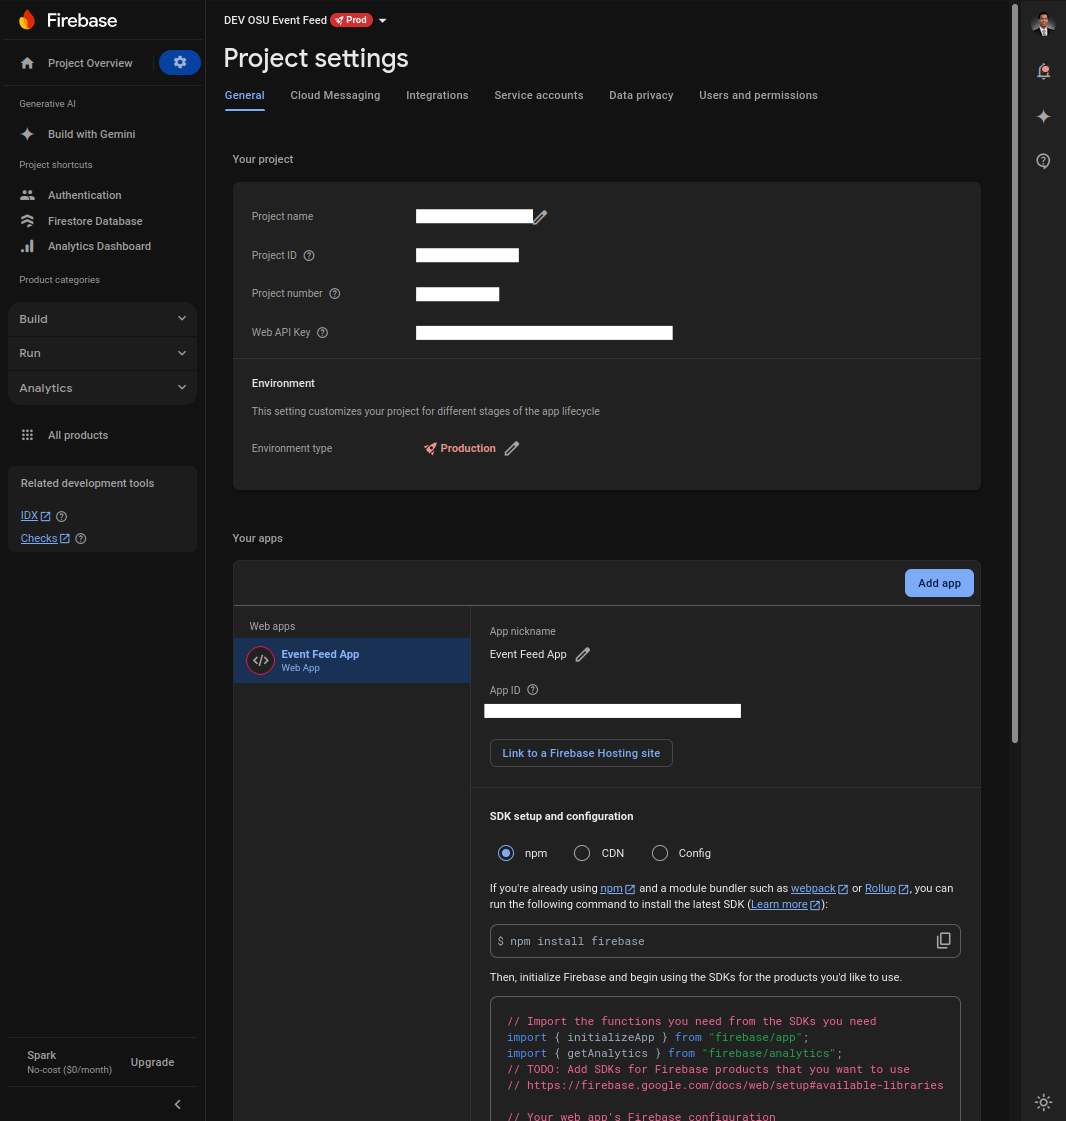 Firebase
Project Overview
Generative AI
Build with Gemini
Project shortcuts
Authentication
Firestore Database
Analytics Dashboard
Product categories
Build
Run
Analytics
All products
Related development tools
IDX
Checks
Spark
No-cost ($0/month)
Upgrade
DEV OSU Event Feed Prod
Project settings
General Cloud Messaging Integrations Service accounts Data privacy Users and permissions
Your project
Project name
Project ID
Project number
Web API Key
Environment
This setting customizes your project for different stages of the app lifecycle
Environment type Production
Your apps
Add app
Web apps
Event Feed App
Web App
App nickname
Event Feed App
App ID
Link to a Firebase Hosting site
SDK setup and configuration
npm CDN Config
If you're already using npm and a module bundler such as webpack or Rollup, you can
run the following command to install the latest SDK (Learn more):
$ npm install firebase
Then, initialize Firebase and begin using the SDKs for the products you'd like to use.
// Import the functions you need from the SDKs you need
import { initializeApp } from "firebase/app";
import { getAnalytics } from "firebase/analytics";
// TODO: Add SDKs for Firebase products that you want to use
// https://firebase.google.com/docs/web/setup#available-libraries
// Your web app's Firebase configuration